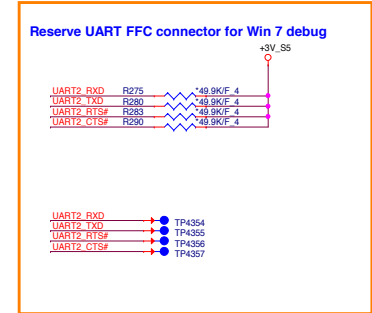 Reserve UART FFC connector for Win 7 debug
+3V_S5
UART2_RXD R275 *49.9K/F_4
UART2_TXD R280 *49.9K/F_4
UART2_RTS# R283 *49.9K/F_4
UART2_CTS# R290 *49.9K/F_4
UART2_RXD TP4354
UART2_TXD TP4355
UART2_RTS# TP4356
UART2_CTS# TP4357